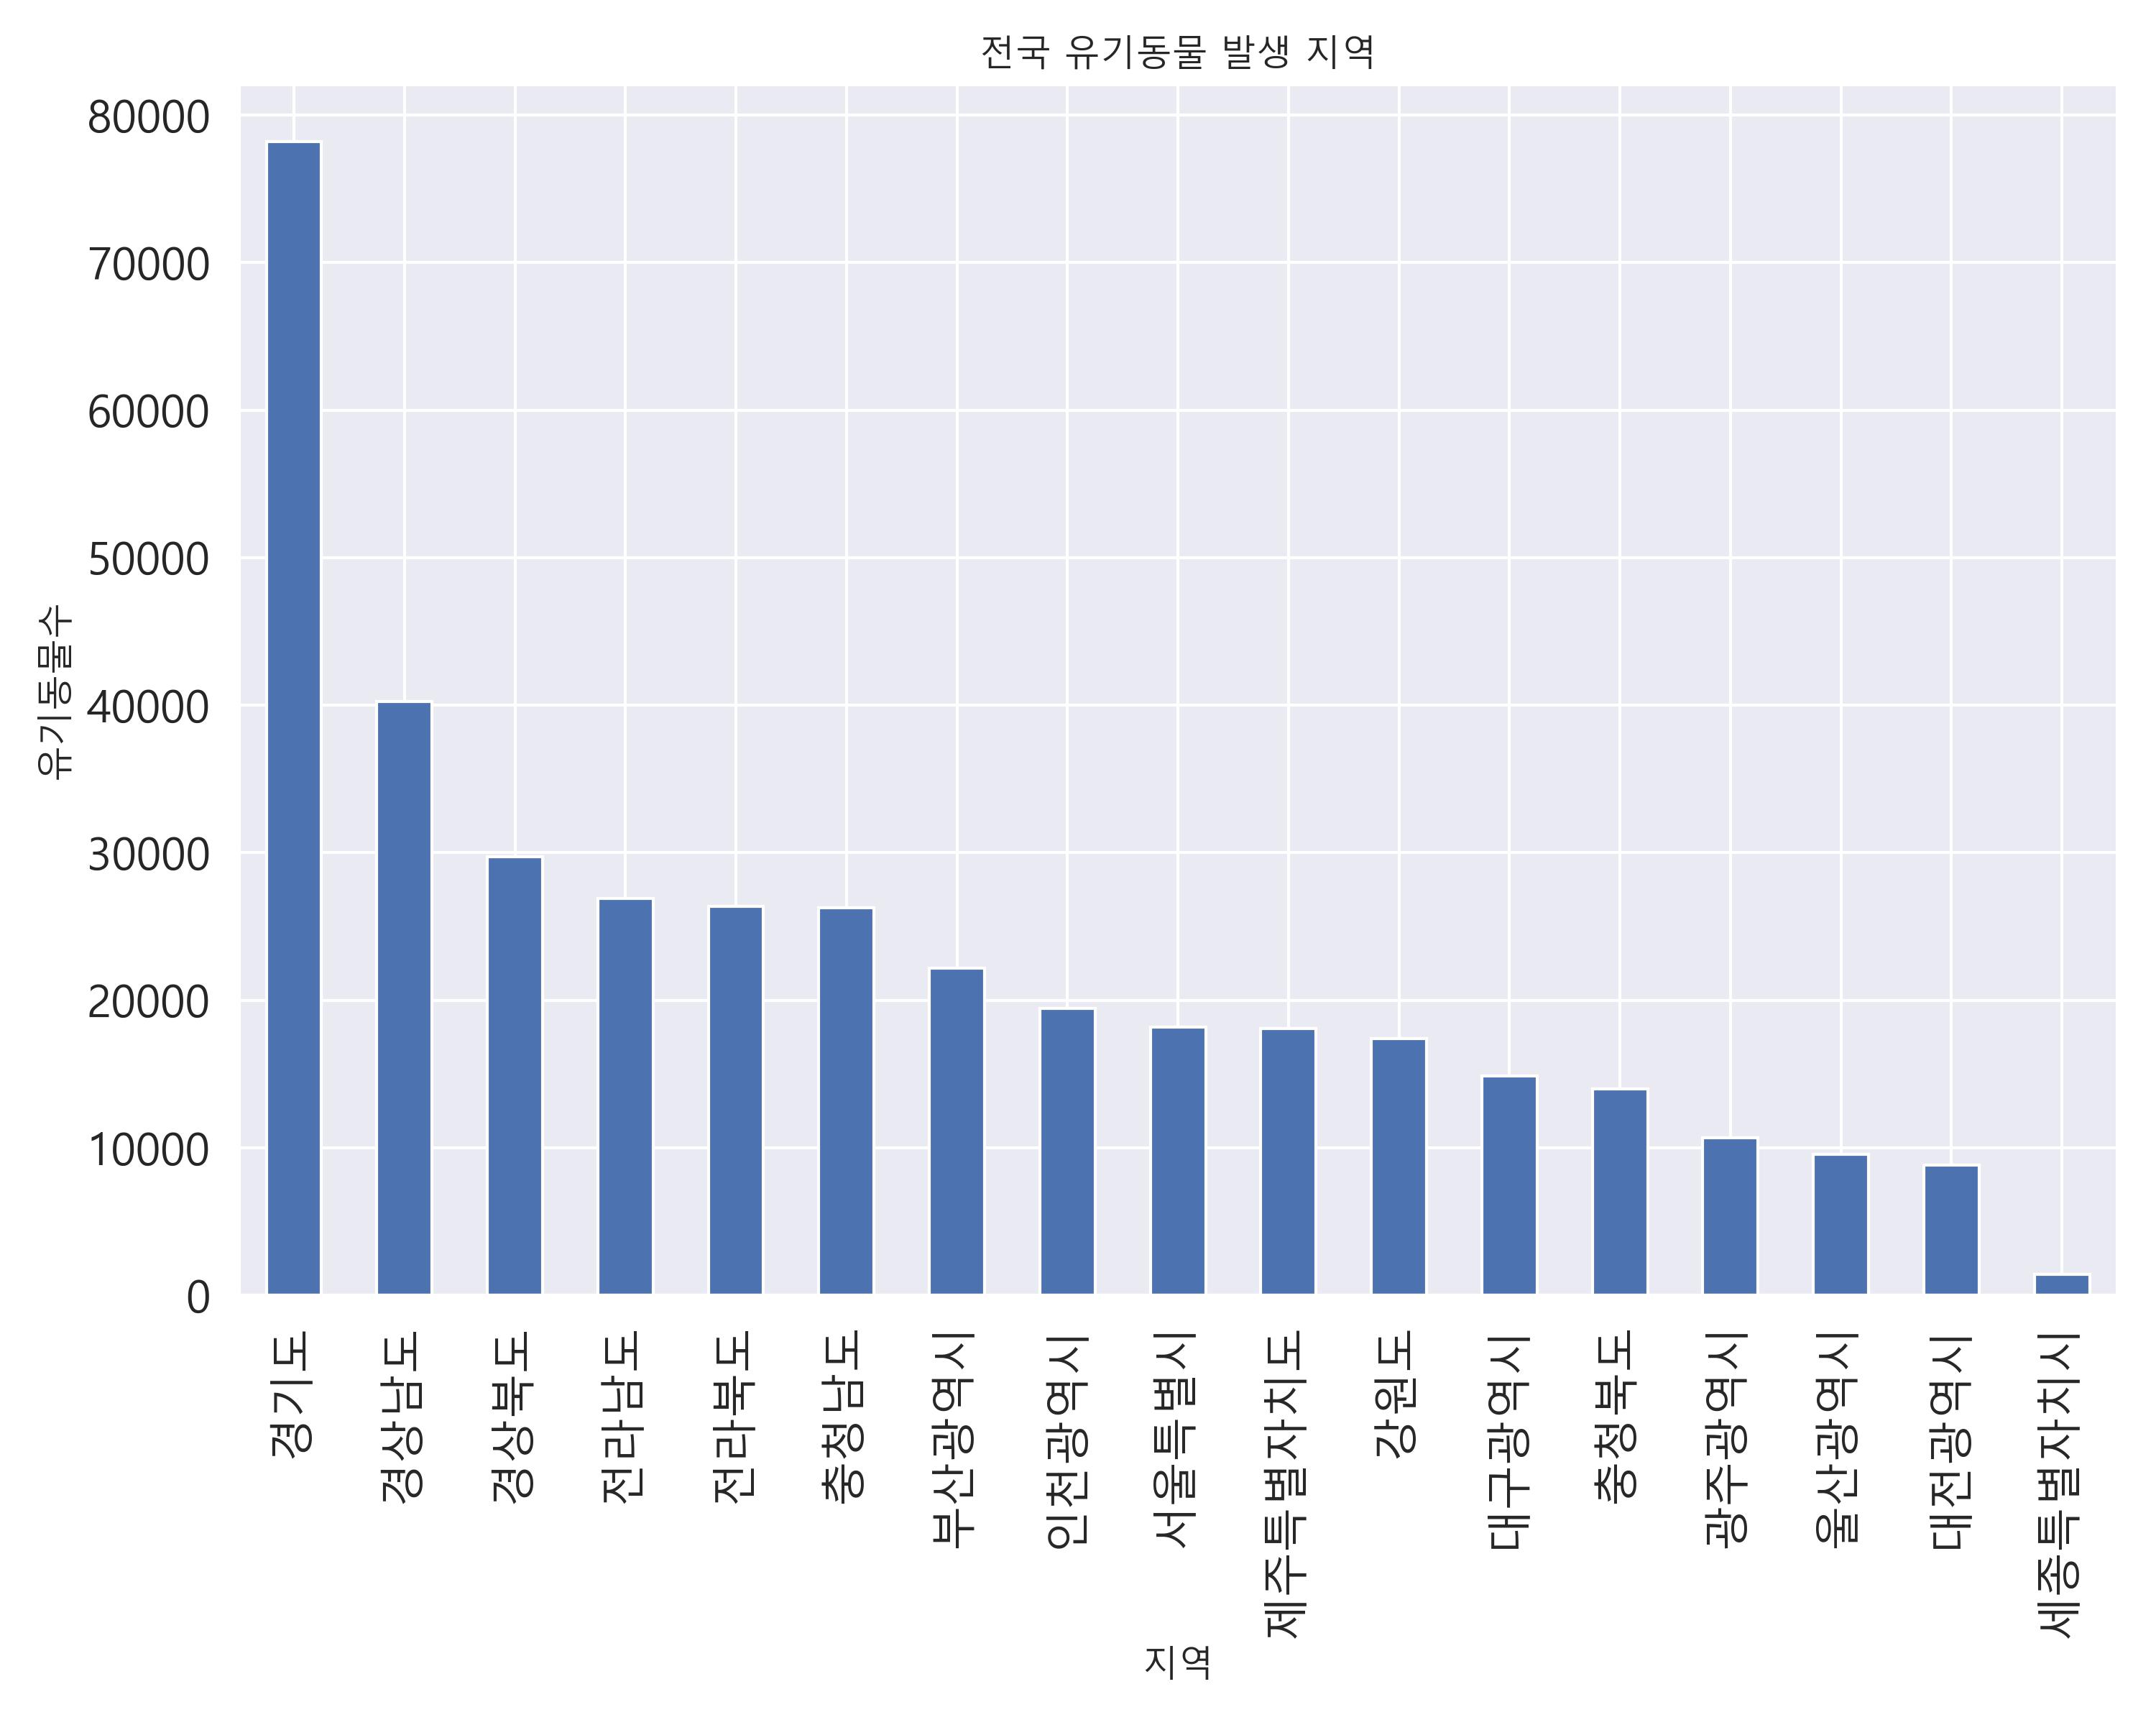 전국 유기동물 발생 지역
유기동물수
80000
70000
60000
50000
40000
30000
20000
10000
0
경기도
경상남도
경상북도
전라남도
전라북도
충청남도
부산광역시
인천광역시
서울특별시
제주특별자치도
강원도
대구광역시
충청북도
광주광역시
울산광역시
대전광역시
세종특별자치시
지역